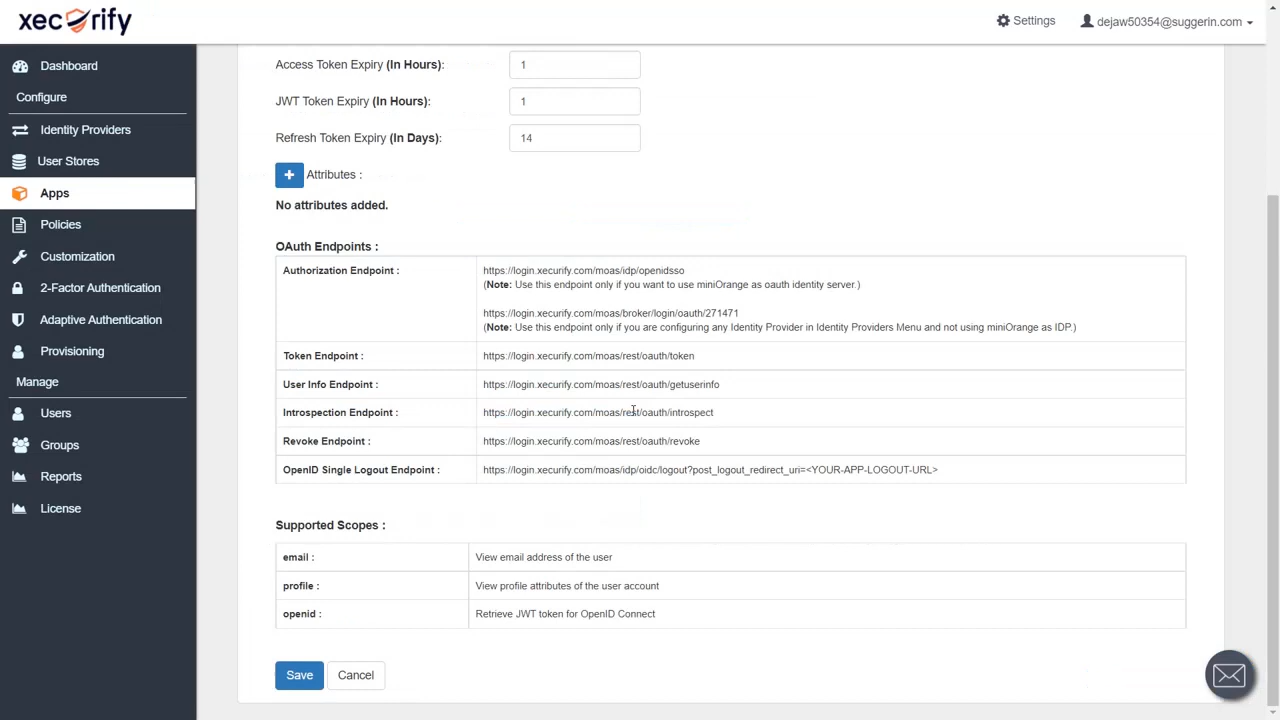 xecurify
Settings
dejaw50354@suggerin.com
Dashboard
Configure
Identity Providers
User Stores
Apps
Policies
Customization
2-Factor Authentication
Adaptive Authentication
Provisioning
Manage
Users
Groups
Reports
License
Access Token Expiry (In Hours): 1
JWT Token Expiry (In Hours): 1
Refresh Token Expiry (In Days): 14
+ Attributes :
No attributes added.
OAuth Endpoints :
Authorization Endpoint : https://login.xecurify.com/moas/idp/openidsso
(Note: Use this endpoint only if you want to use miniOrange as oauth identity server.)
https://login.xecurify.com/moas/broker/login/oauth/271471
(Note: Use this endpoint only if you are configuring any Identity Provider in Identity Providers Menu and not using miniOrange as IDP.)
Token Endpoint : https://login.xecurify.com/moas/rest/oauth/token
User Info Endpoint : https://login.xecurify.com/moas/rest/oauth/getuserinfo
Introspection Endpoint : https://login.xecurify.com/moas/rest/oauth/introspect
Revoke Endpoint : https://login.xecurify.com/moas/rest/oauth/revoke
OpenID Single Logout Endpoint : https://login.xecurify.com/moas/idp/oidc/logout?post_logout_redirect_uri=<YOUR-APP-LOGOUT-URL>
Supported Scopes :
email : View email address of the user
profile : View profile attributes of the user account
openid : Retrieve JWT token for OpenID Connect
Save Cancel